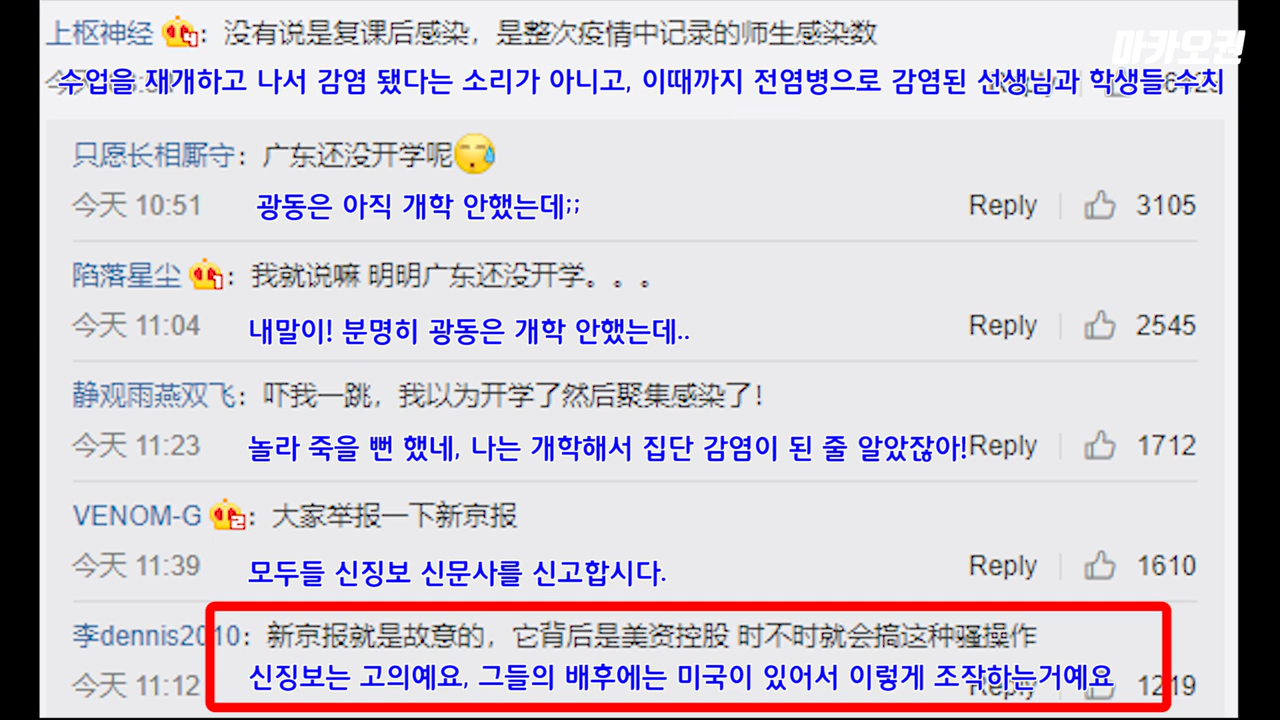 上枢神经 4: 没有说是复课后感染，是整次疫情中记录的师生感染数
마카오권
수업을 재개하고 나서 감염 됐다는 소리가 아니고, 이때까지 전염병으로 감염된 선생님과 학생들 수치
只愿长相厮守: 广东还没开学呢
今天 10:51 광동은 아직 개학 안했는데;; Reply 3105
陷落星尘 1: 我就说嘛 明明广东还没开学。。。
今天 11:04 내말이! 분명히 광동은 개학 안했는데.. Reply 2545
静观雨燕双飞: 吓我一跳，我以为开学了然后聚集感染了!
今天 11:23 놀라 죽을 뻔 했네, 나는 개학해서 집단 감염이 된 줄 알았잖아! Reply 1712
VENOM-G 2: 大家举报一下新京报
今天 11:39 모두들 신징보 신문사를 신고합시다. Reply 1610
李dennis2010: 新京报就是故意的，它背后是美资控股 时不时就会搞这种骚操作
今天 11:12 신징보는 고의예요, 그들의 배후에는 미국이 있어서 이렇게 조작하는거예요 Reply 1219